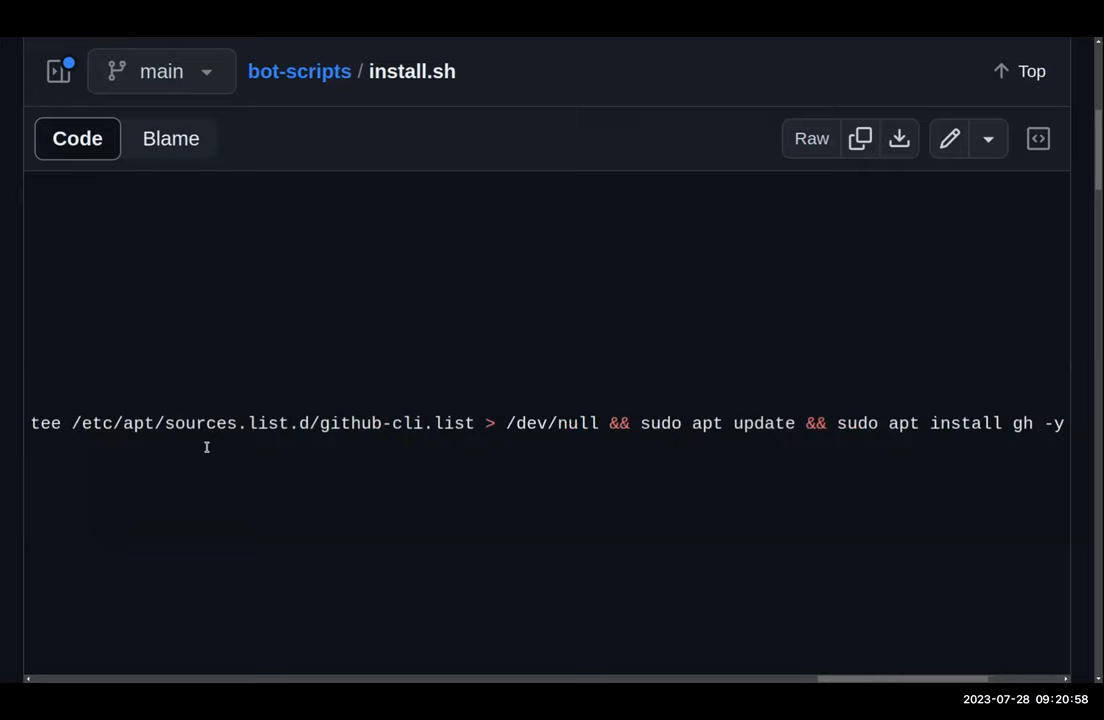 main
bot-scripts / install.sh
Top
Code
Blame
Raw
tee /etc/apt/sources.list.d/github-cli.list > /dev/null && sudo apt update && sudo apt install gh -y
2023-07-28 09:20:58